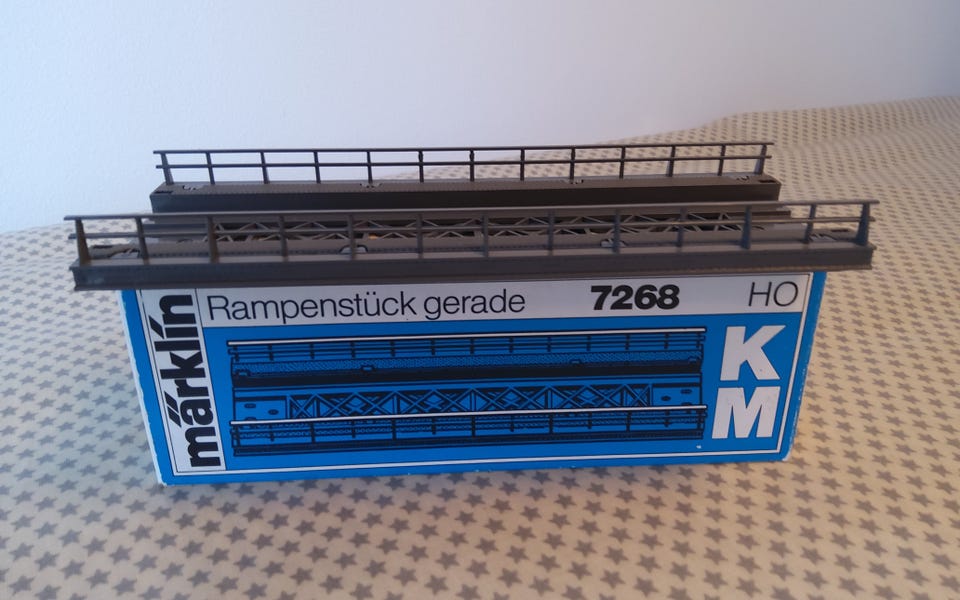 märklin
Rampenstück gerade 7268 HO
K
M